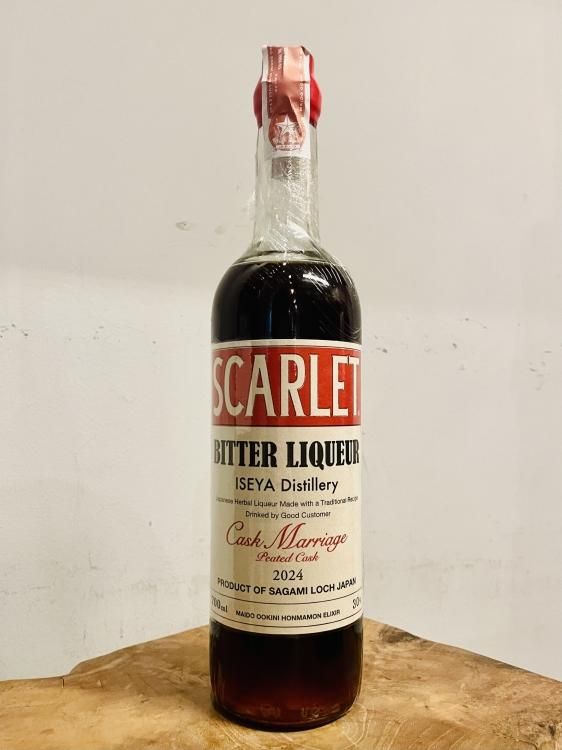 SCARLET.
BITTER LIQUEUR
ISEYA Distillery
Japanese Herbal Liqueur Made with a Traditional Recipe
Drinked by Good Customer
Cask Marriage
Peated Cask
2024
PRODUCT OF SAGAMI LOCH JAPAN
700ml
MAIDO OOKINI HONMAMON ELIXIR